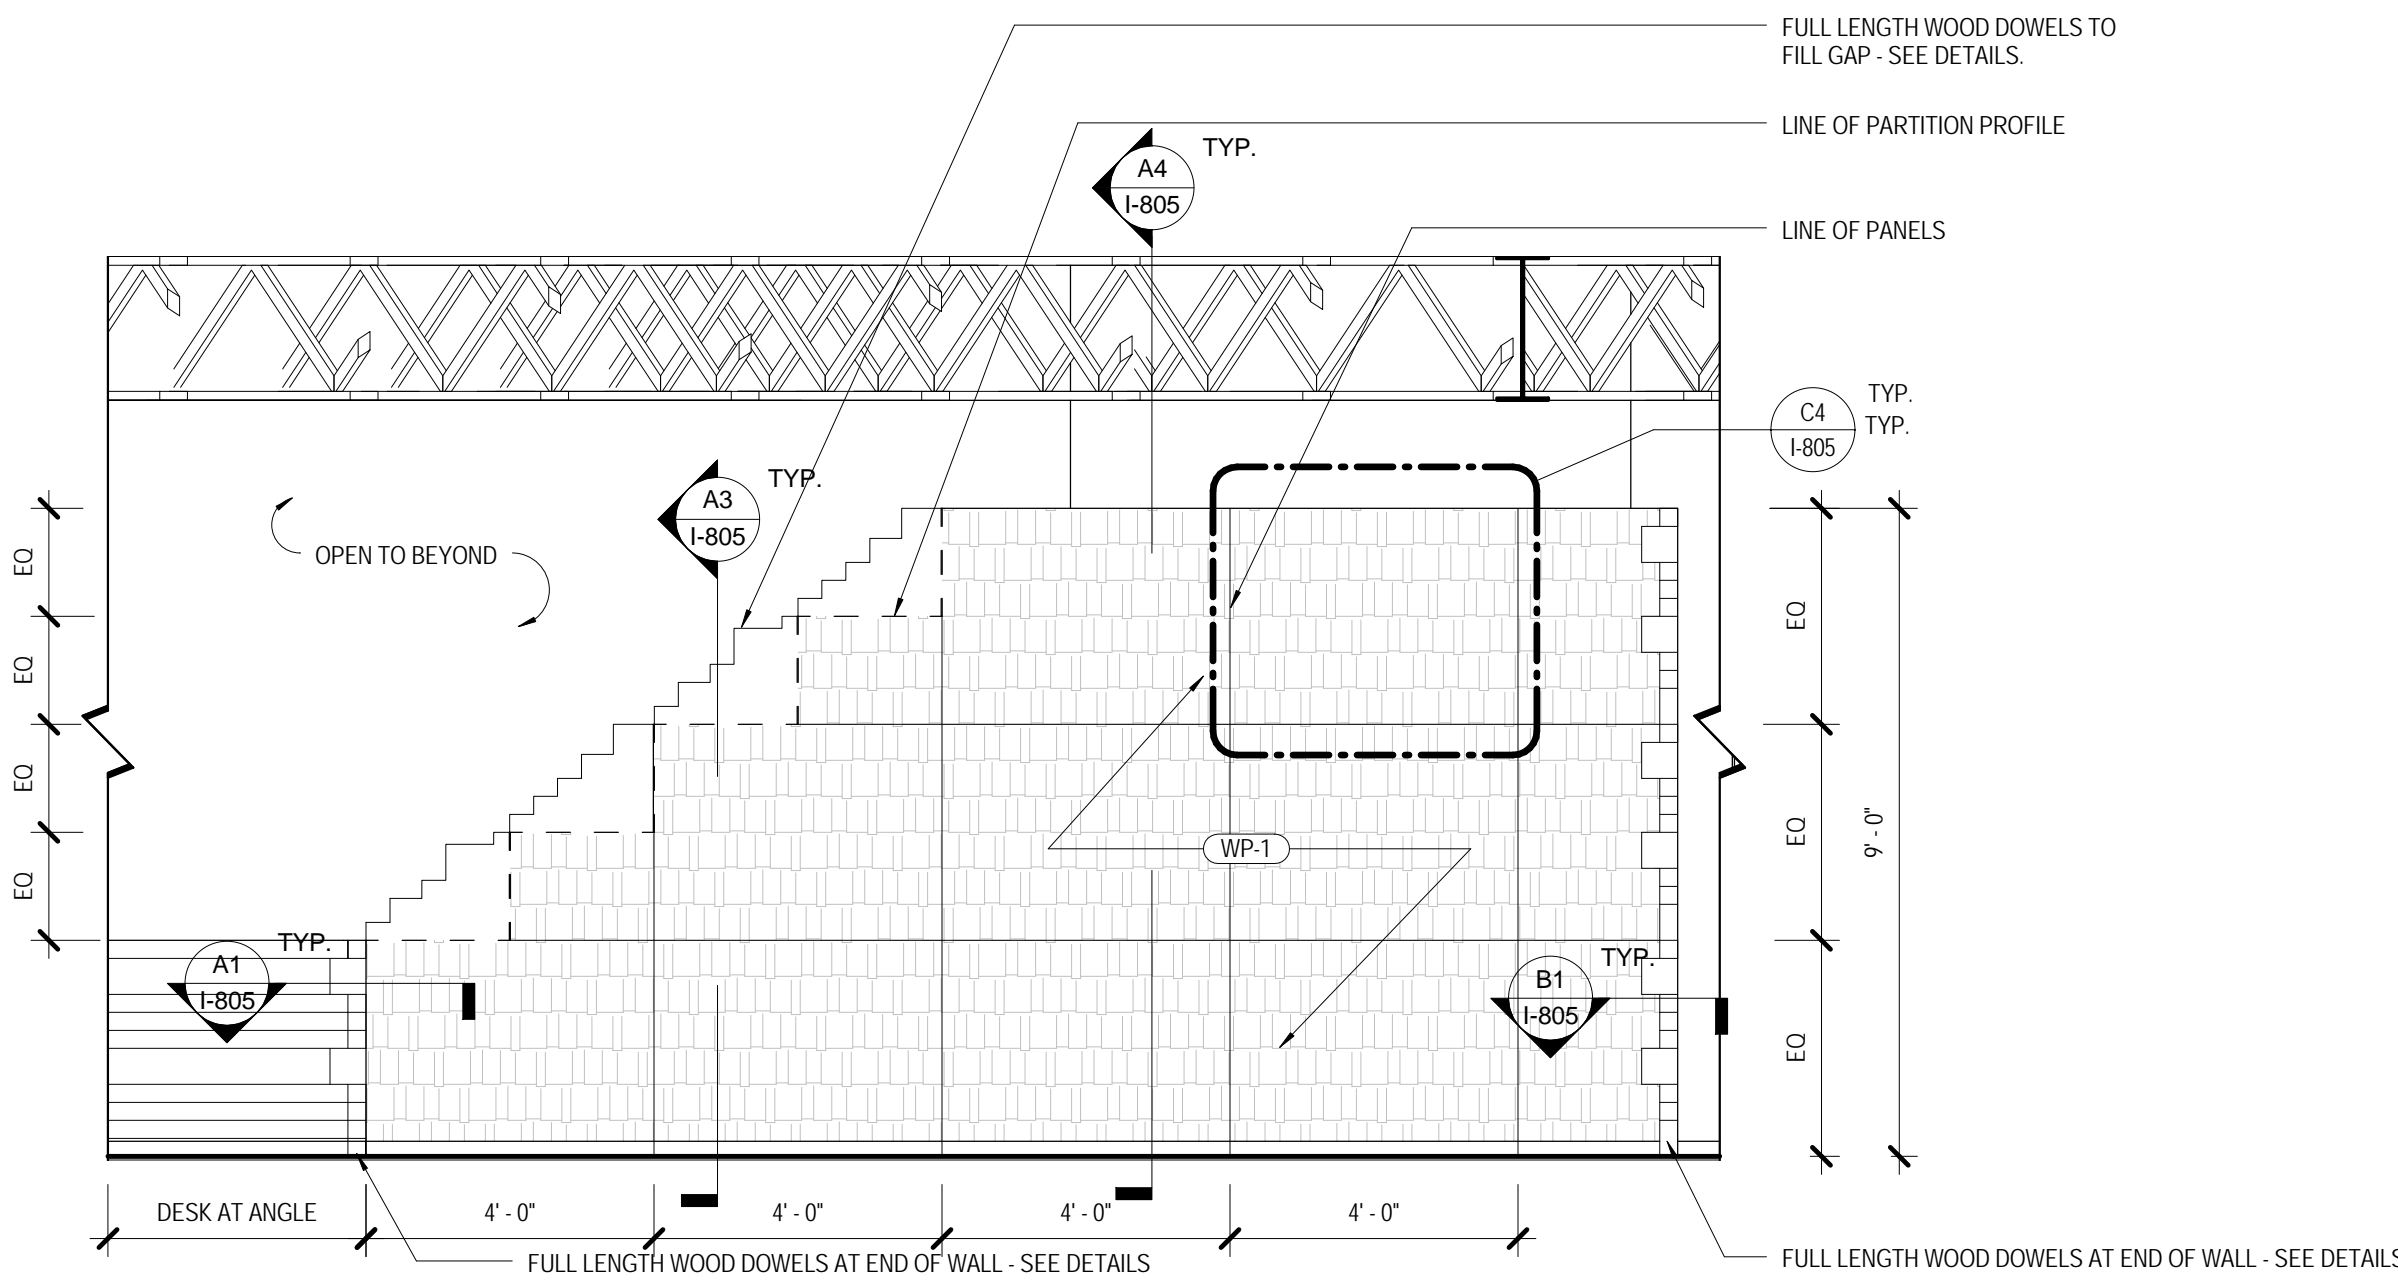 FULL LENGTH WOOD DOWELS TO
FILL GAP - SEE DETAILS.
LINE OF PARTITION PROFILE
A4
I-805
TYP.
LINE OF PANELS
C4
I-805
TYP.
TYP.
A3
I-805
TYP.
OPEN TO BEYOND
EQ
EQ
EQ
EQ
EQ
EQ
EQ
9' - 0"
WP-1
A1
I-805
TYP.
B1
I-805
TYP.
DESK AT ANGLE
4' - 0"
4' - 0"
4' - 0"
4' - 0"
FULL LENGTH WOOD DOWELS AT END OF WALL - SEE DETAILS
FULL LENGTH WOOD DOWELS AT END OF WALL - SEE DETAILS